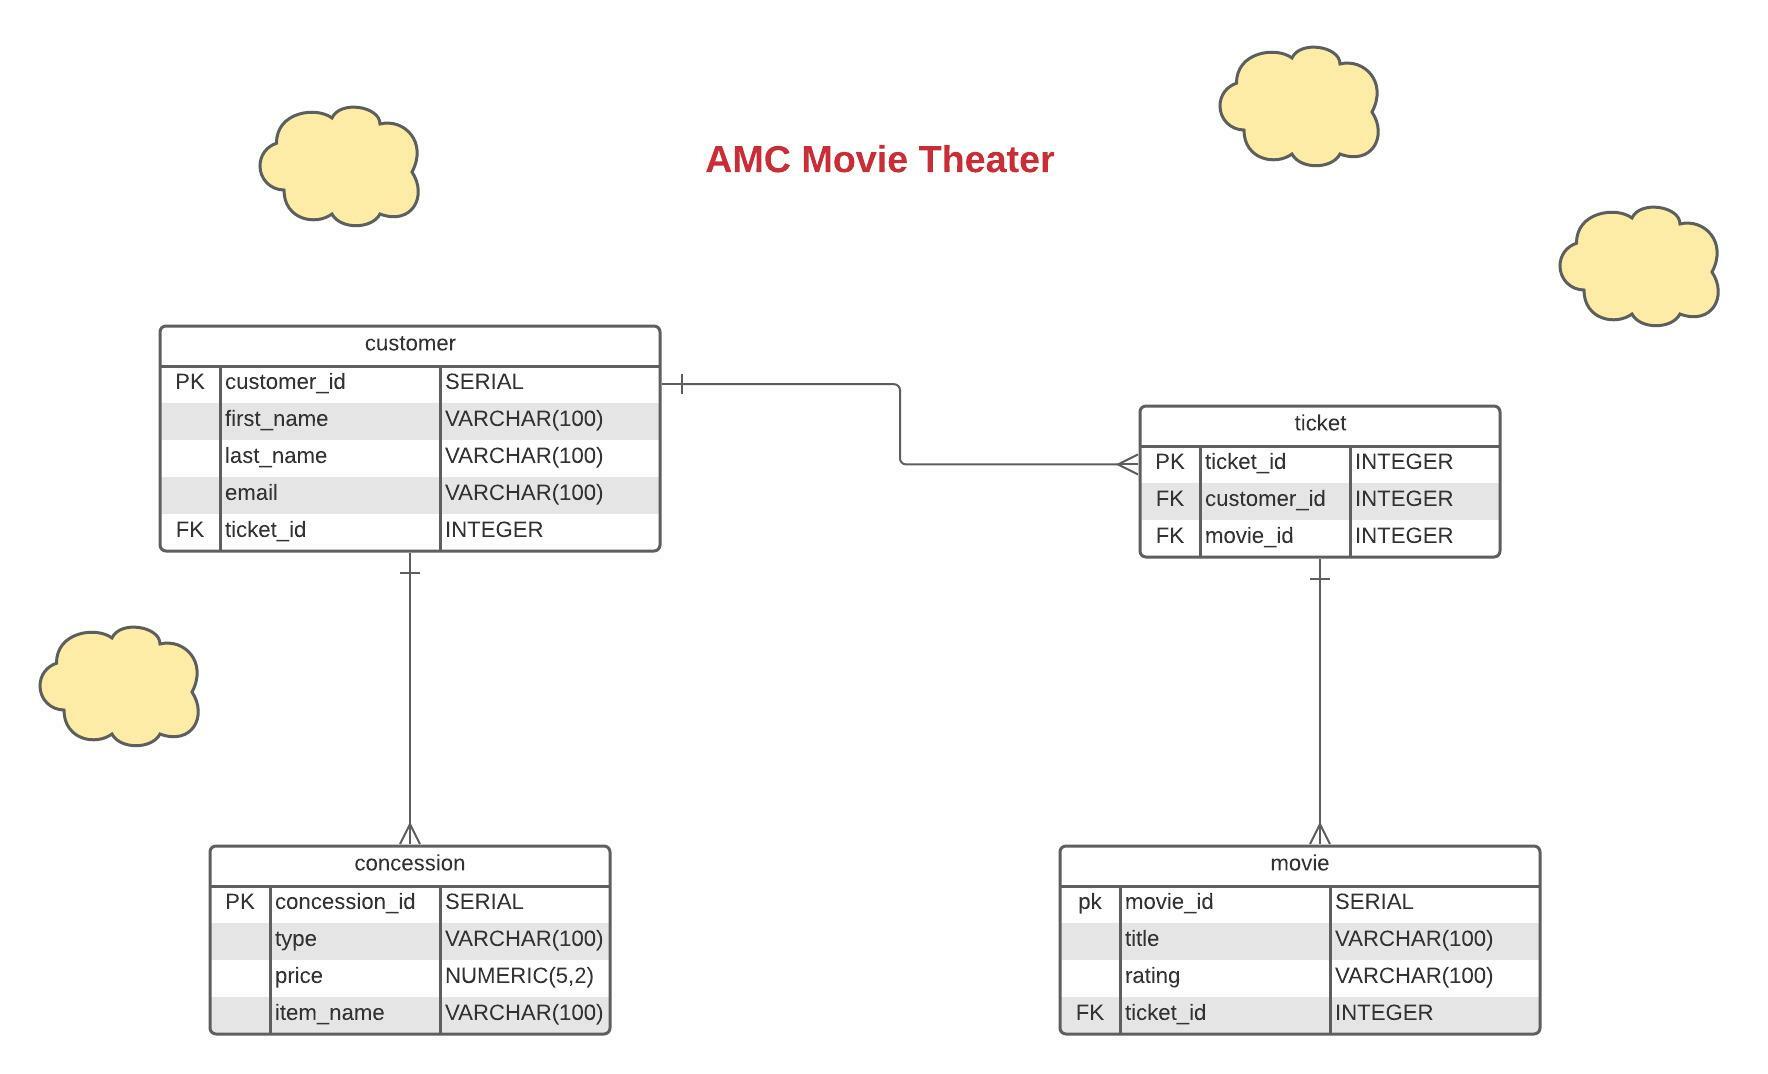 AMC Movie Theater
customer
PK customer_id SERIAL
first_name VARCHAR(100)
last_name VARCHAR(100)
email VARCHAR(100)
FK ticket_id INTEGER
ticket
PK ticket_id INTEGER
FK customer_id INTEGER
FK movie_id INTEGER
concession
PK concession_id SERIAL
type VARCHAR(100)
price NUMERIC(5,2)
item_name VARCHAR(100)
movie
pk movie_id SERIAL
title VARCHAR(100)
rating VARCHAR(100)
FK ticket_id INTEGER